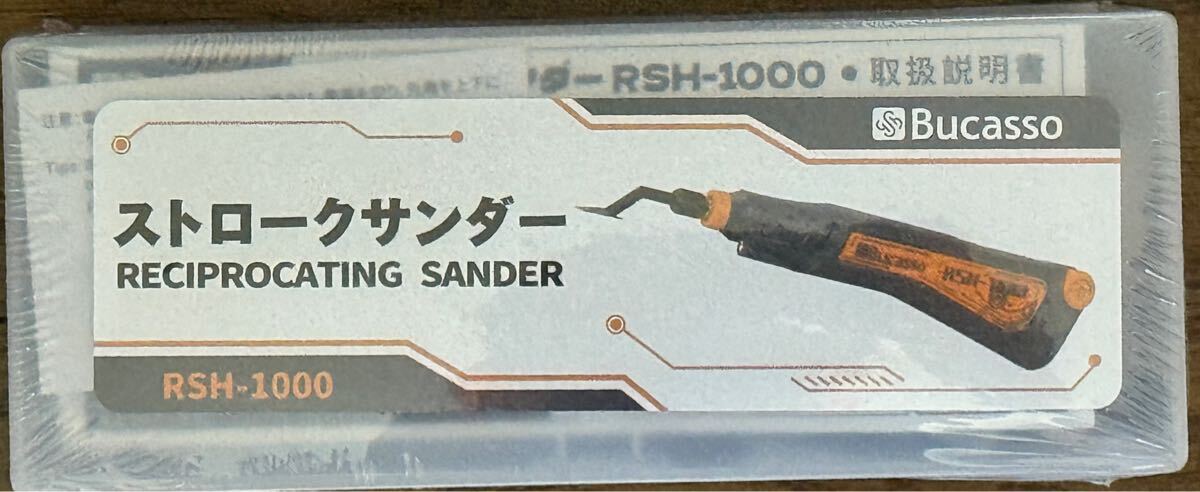 ダーRSH-1000・取扱説明書
Bucasso
ストロークサンダー
RECIPROCATING SANDER
RSH-1000